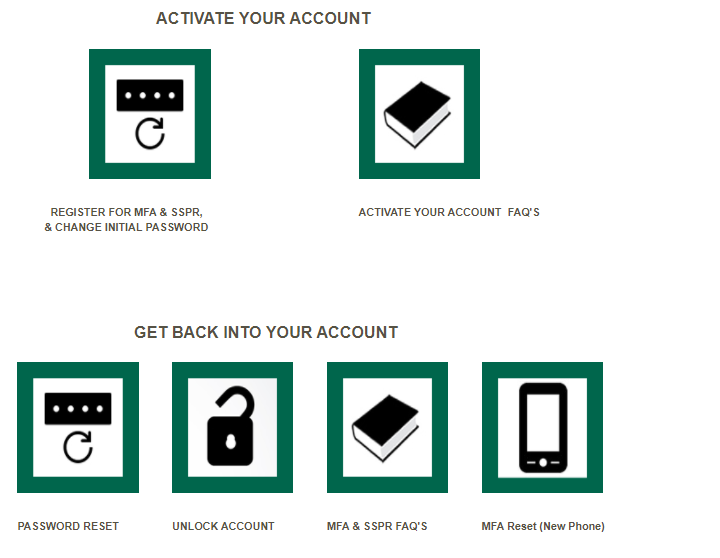 ACTIVATE YOUR ACCOUNT
REGISTER FOR MFA & SSPR,
& CHANGE INITIAL PASSWORD
ACTIVATE YOUR ACCOUNT  FAQ'S
GET BACK INTO YOUR ACCOUNT
PASSWORD RESET
UNLOCK ACCOUNT
MFA & SSPR FAQ'S
MFA Reset (New Phone)